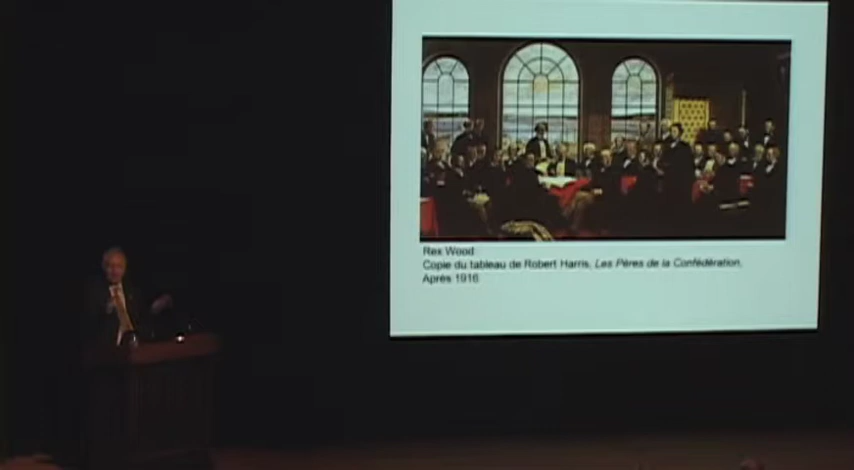 Rex Wood
Copie du tableau de Robert Harris, Les Pères de la Confédération,
Après 1916